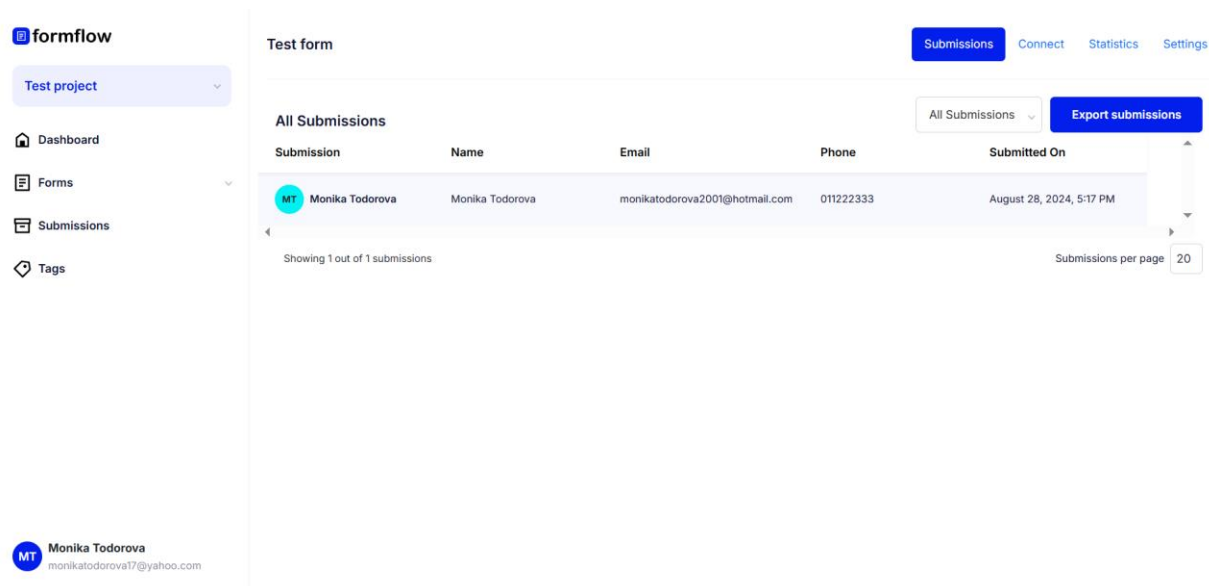 formflow
Test project
Dashboard
Forms
Submissions
Tags
Test form
Submissions Connect Statistics Settings
All Submissions
All Submissions Export submissions
Submission Name Email Phone Submitted On
MT Monika Todorova Monika Todorova monikatodorova2001@hotmail.com 011222333 August 28, 2024, 5:17 PM
Showing 1 out of 1 submissions
Submissions per page 20
MT Monika Todorova
monikatodorova17@yahoo.com